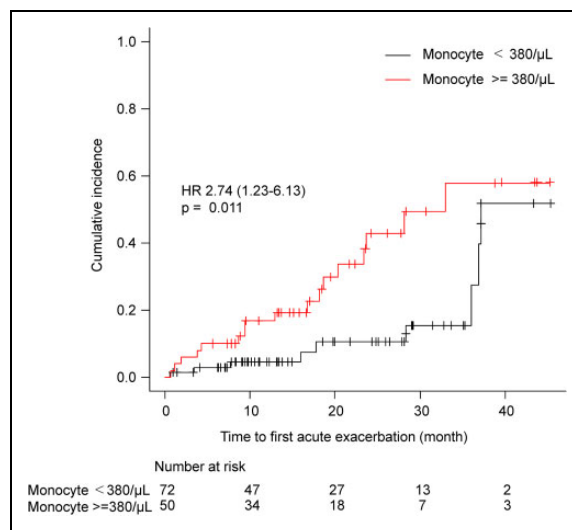 1.0
0.8
0.6
0.4
0.2
0.0
Cumulative incidence
Monocyte < 380/μL
Monocyte >= 380/μL
HR 2.74 (1.23-6.13)
p = 0.011
0 10 20 30 40
Time to first acute exacerbation (month)
Number at risk
Monocyte <380/μL 72 47 27 13 2
Monocyte >=380/μL 50 34 18 7 3